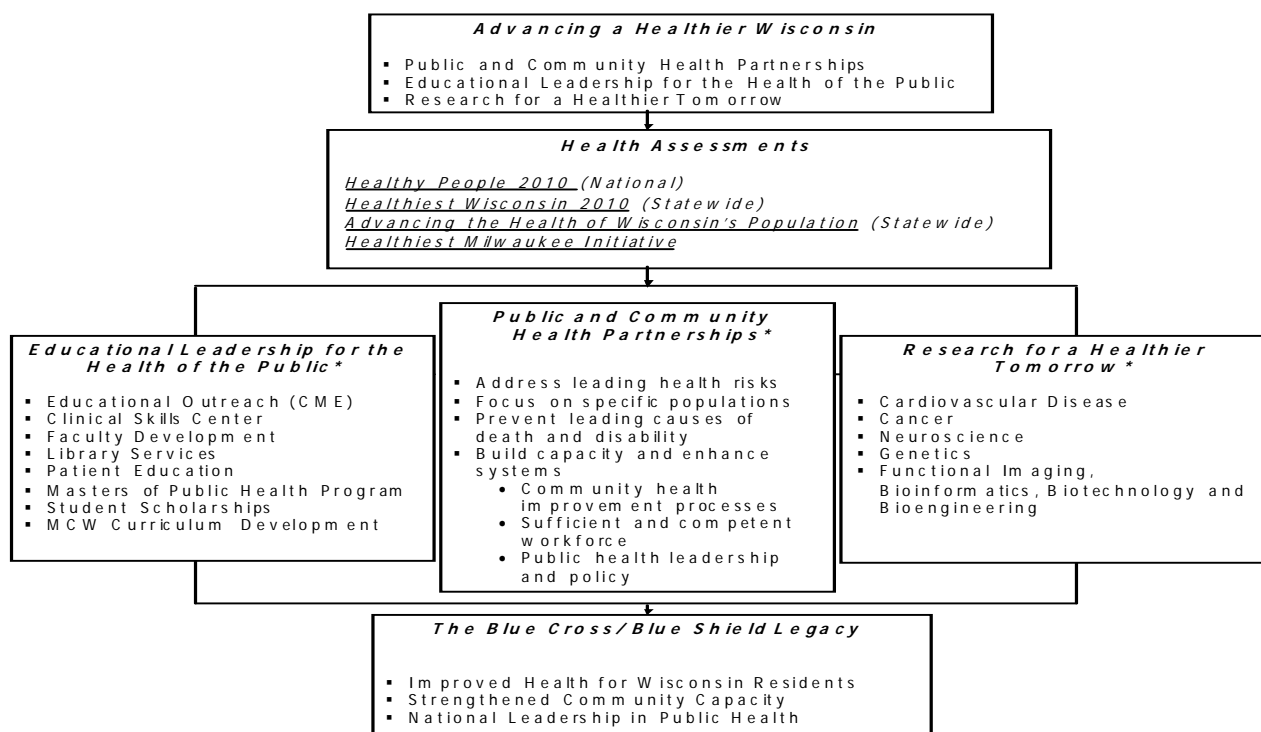 Advancing a Healthier Wisconsin
▪ Public and Community Health Partnerships
▪ Educational Leadership for the Health of the Public
▪ Research for a Healthier Tomorrow
Health Assessments
Healthy People 2010 (National)
Healthiest Wisconsin 2010 (Statewide)
Advancing the Health of Wisconsin's Population (Statewide)
Healthiest Milwaukee Initiative
Educational Leadership for the
Health of the Public*
▪ Educational Outreach (CME)
▪ Clinical Skills Center
▪ Faculty Development
▪ Library Services
▪ Patient Education
▪ Masters of Public Health Program
▪ Student Scholarships
▪ MCW Curriculum Development
Public and Community
Health Partnerships*
▪ Address leading health risks
▪ Focus on specific populations
▪ Prevent leading causes of
death and disability
▪ Build capacity and enhance
systems
• Community health
improvement processes
• Sufficient and competent
workforce
• Public health leadership
and policy
Research for a Healthier
Tomorrow*
▪ Cardiovascular Disease
▪ Cancer
▪ Neuroscience
▪ Genetics
▪ Functional Imaging,
Bioinformatics, Biotechnology and
Bioengineering
The Blue Cross/Blue Shield Legacy
▪ Improved Health for Wisconsin Residents
▪ Strengthened Community Capacity
▪ National Leadership in Public Health